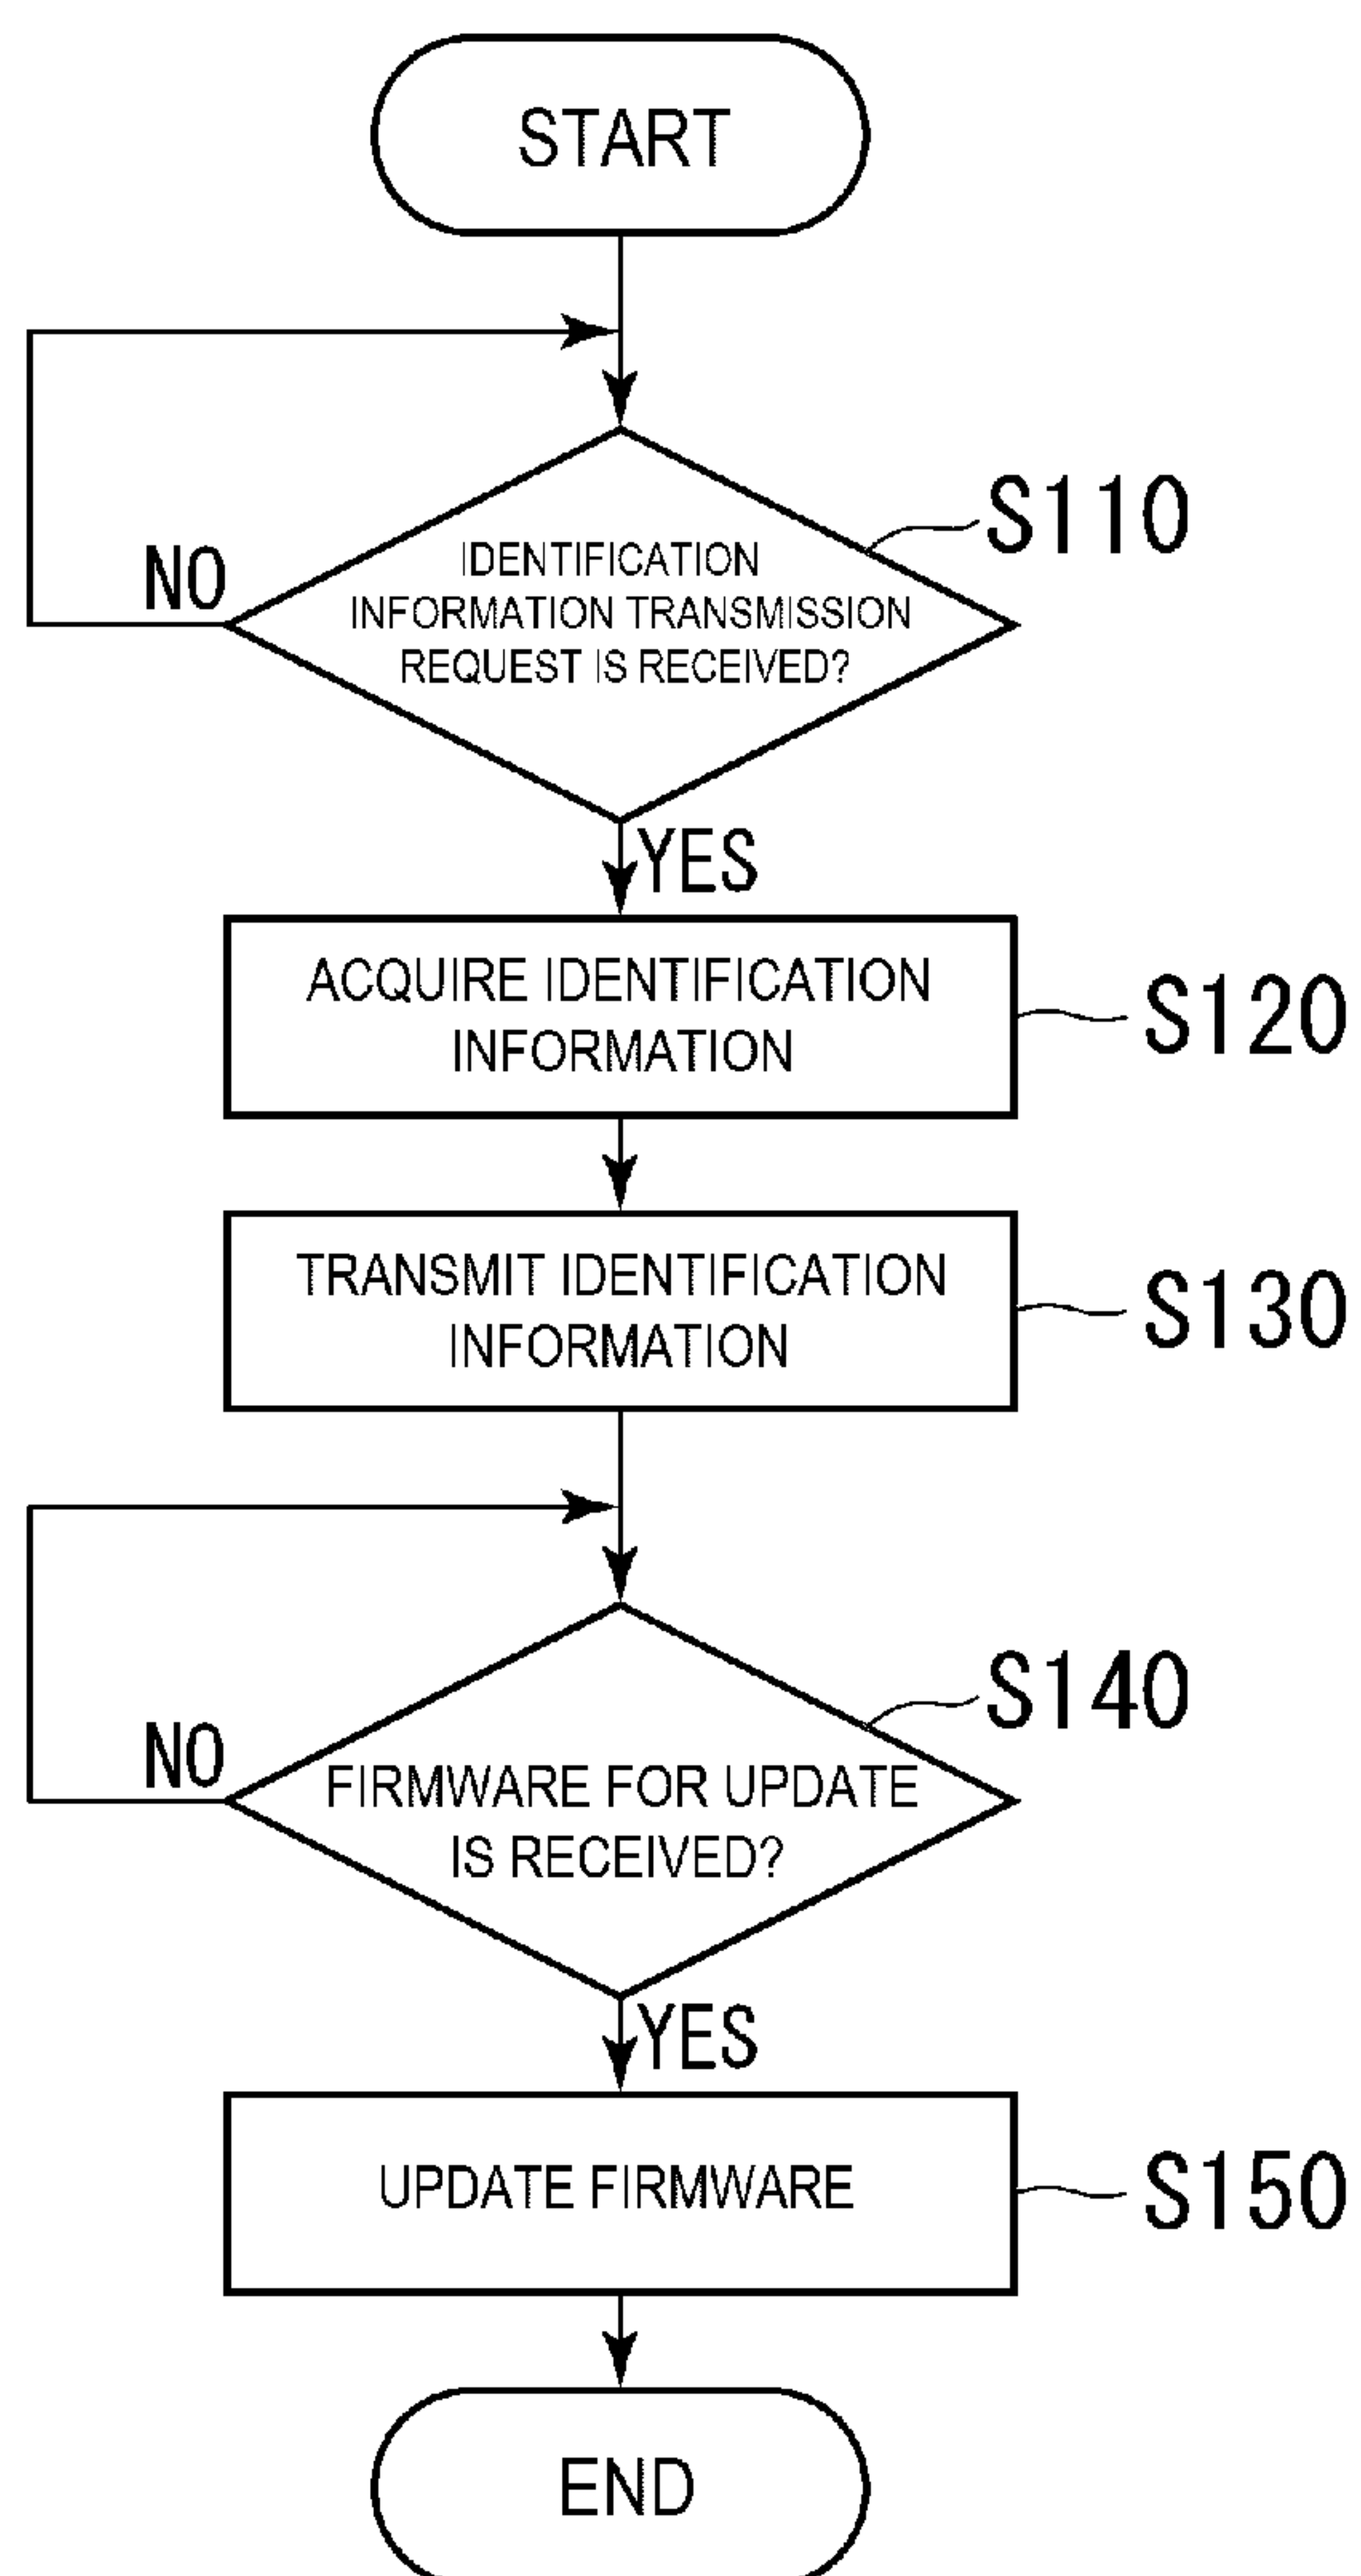 START
S110
IDENTIFICATION
INFORMATION TRANSMISSION
REQUEST IS RECEIVED?
NO
YES
ACQUIRE IDENTIFICATION
INFORMATION
S120
TRANSMIT IDENTIFICATION
INFORMATION
S130
S140
FIRMWARE FOR UPDATE
IS RECEIVED?
NO
YES
UPDATE FIRMWARE
S150
END